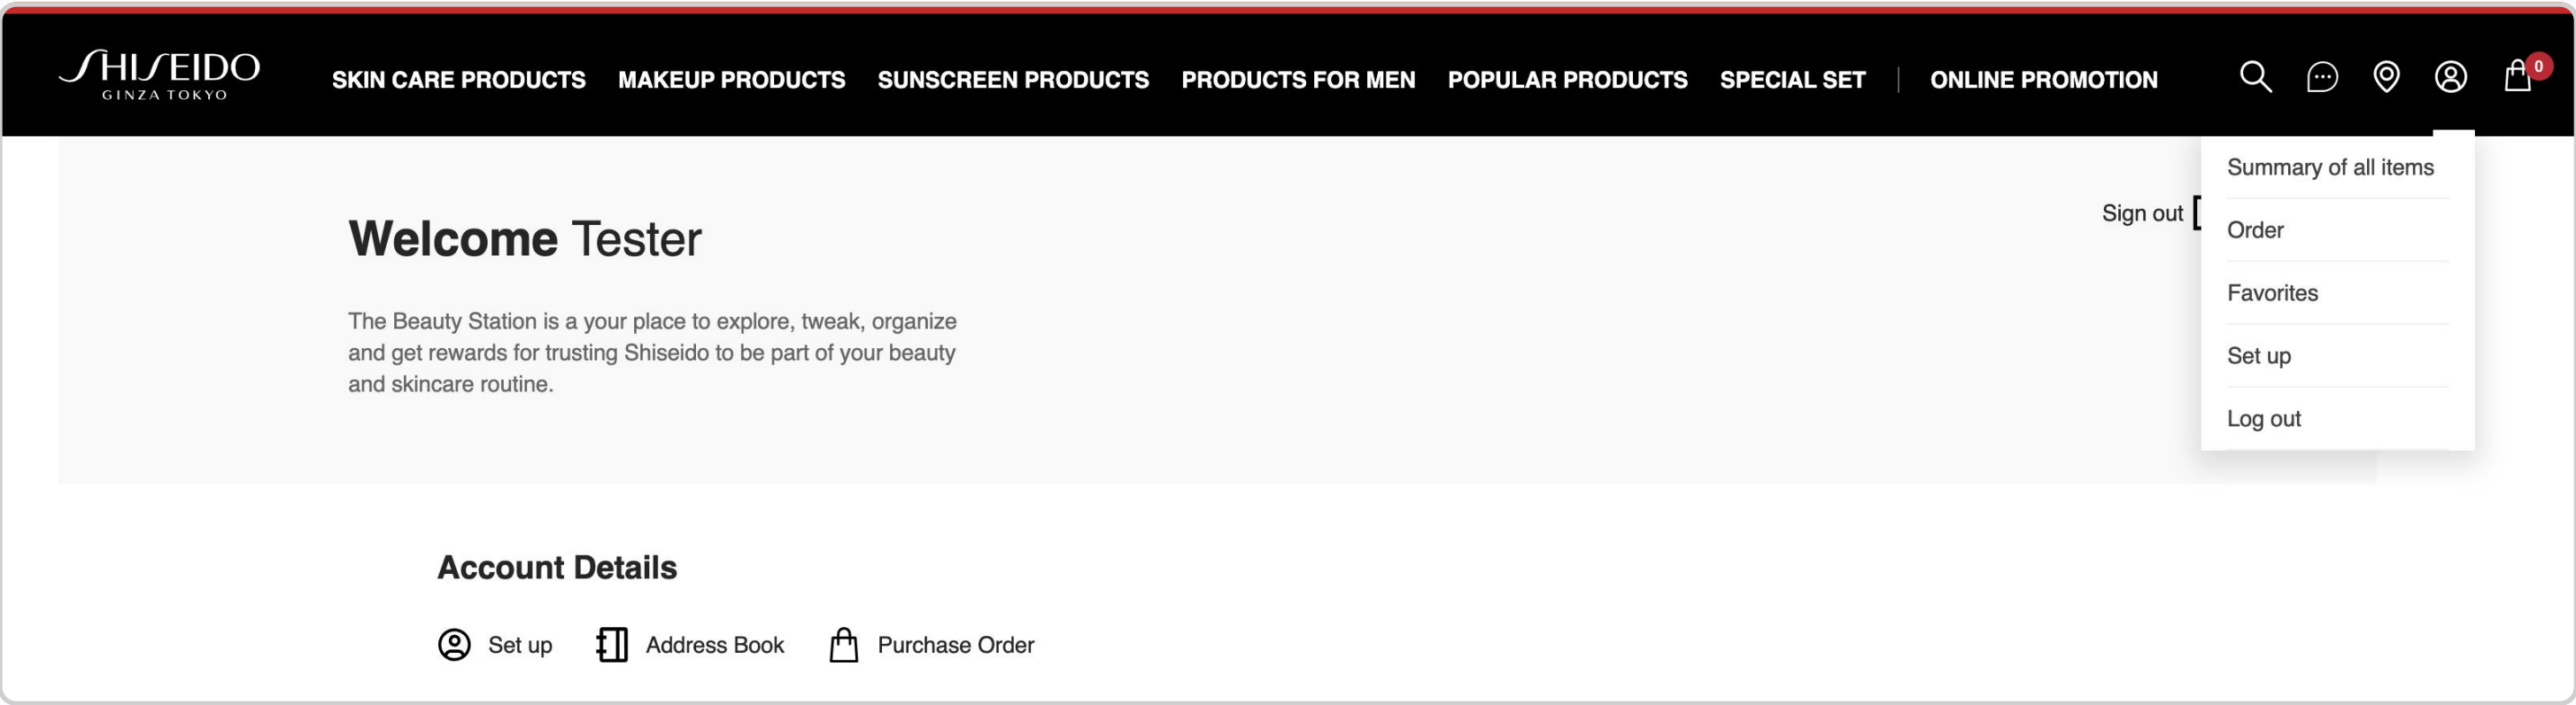 SHISEIDO
GINZA TOKYO
SKIN CARE PRODUCTS MAKEUP PRODUCTS SUNSCREEN PRODUCTS PRODUCTS FOR MEN POPULAR PRODUCTS SPECIAL SET | ONLINE PROMOTION
0
Summary of all items
Order
Favorites
Set up
Log out
Sign out
Welcome Tester
The Beauty Station is a your place to explore, tweak, organize
and get rewards for trusting Shiseido to be part of your beauty
and skincare routine.
Account Details
Set up Address Book Purchase Order